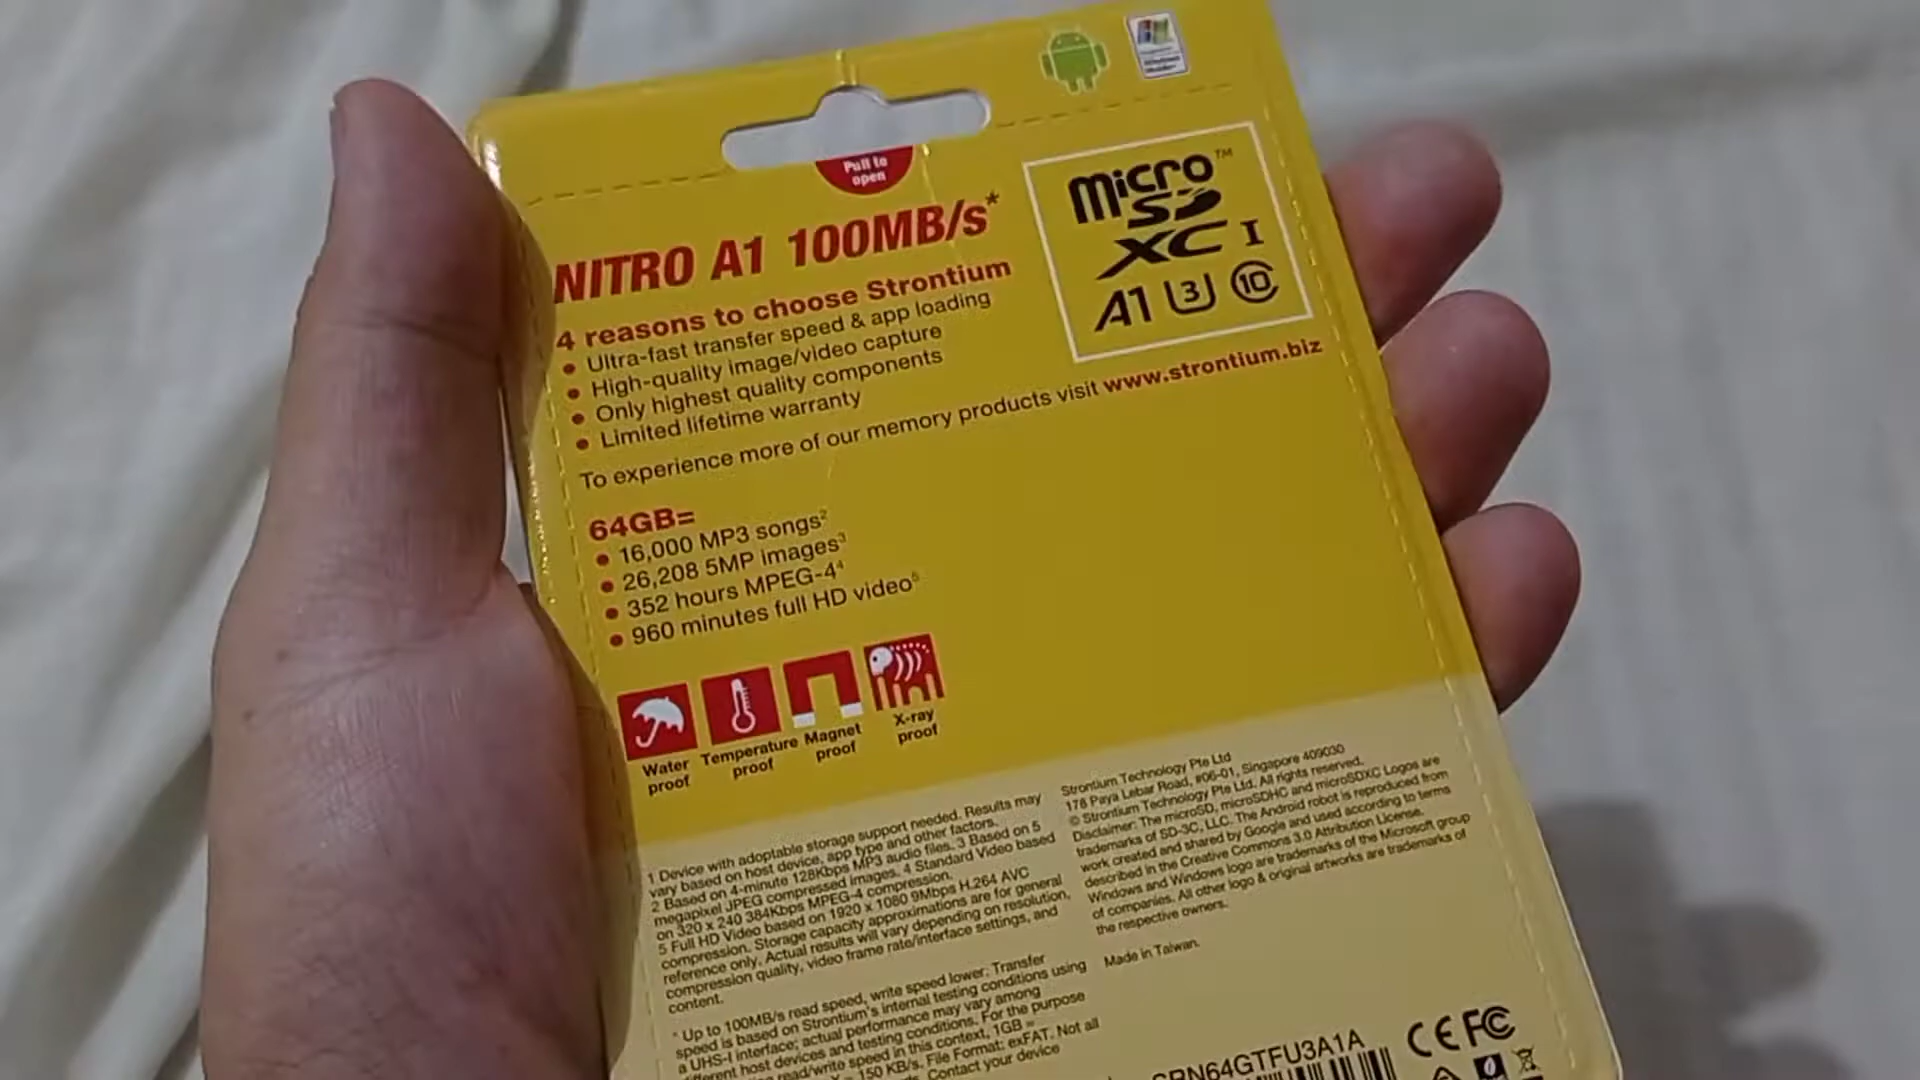 Pull to
open
NITRO A1 100MB/s*
micro
SD
XC I
™
A1 U3 10
4 reasons to choose Strontium
• Ultra-fast transfer speed & app loading
• High-quality image/video capture
• Only highest quality components
• Limited lifetime warranty
To experience more of our memory products visit www.strontium.biz
64GB=
• 16,000 MP3 songs²
• 26,208 5MP images³
• 352 hours MPEG-4⁴
• 960 minutes full HD video⁵
Water
proof
Temperature
proof
Magnet
proof
X-ray
proof
1 Device with adoptable storage support needed. Results may
vary based on host device, app type and other factors.
2 Based on 4-minute 128Kbps MP3 audio files. 3 Based on 5
megapixel JPEG compressed images. 4 Standard Video based
on 320 x 240 384Kbps MPEG-4 compression.
5 Full HD Video based on 1920 x 1080 9Mbps H.264 AVC
compression. Storage capacity approximations are for general
reference only. Actual results will vary depending on resolution,
compression quality, video frame rate/interface settings, and
content.
* Up to 100MB/s read speed, write speed lower. Transfer
speed is based on Strontium's internal testing conditions using
a UHS-I interface; actual performance may vary among
different host devices and testing conditions. For the purpose
read/write speed in this context, 1GB =
X = 150 KB/s. File Format: exFAT. Not all
Contact your device
Strontium Technology Pte Ltd
178 Paya Lebar Road, #06-01, Singapore 409030
© Strontium Technology Pte Ltd. All rights reserved.
Disclaimer: The microSD, microSDHC and microSDXC Logos are
trademarks of SD-3C, LLC. The Android robot is reproduced from
work created and shared by Google and used according to terms
described in the Creative Commons 3.0 Attribution License.
Windows and Windows logo are trademarks of the Microsoft group
of companies. All other logo & original artworks are trademarks of
the respective owners.
Made in Taiwan.
CE FC
SRN64GTFU3A1A